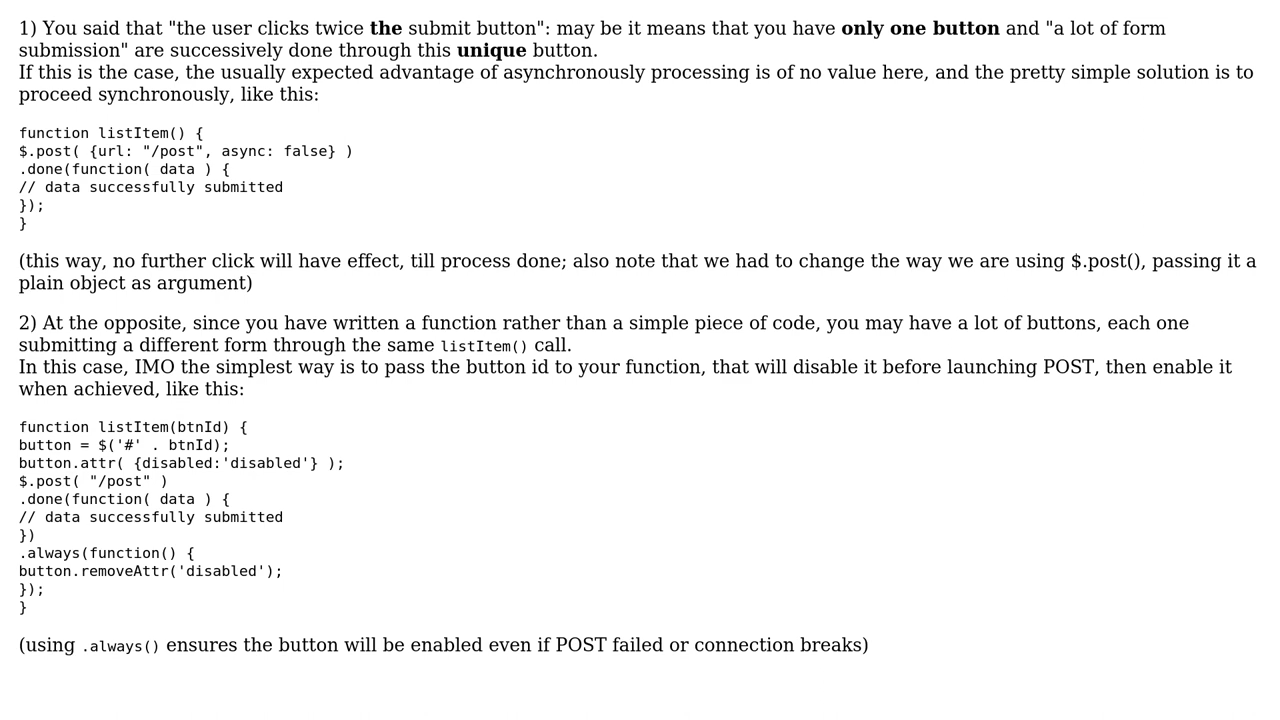 1) You said that "the user clicks twice the submit button": may be it means that you have only one button and "a lot of form
submission" are successively done through this unique button.
If this is the case, the usually expected advantage of asynchronously processing is of no value here, and the pretty simple solution is to
proceed synchronously, like this:
function listItem() {
$.post( {url: "/post", async: false} )
.done(function( data ) {
// data successfully submitted
});
}
(this way, no further click will have effect, till process done; also note that we had to change the way we are using $.post(), passing it a
plain object as argument)
2) At the opposite, since you have written a function rather than a simple piece of code, you may have a lot of buttons, each one
submitting a different form through the same listItem() call.
In this case, IMO the simplest way is to pass the button id to your function, that will disable it before launching POST, then enable it
when achieved, like this:
function listItem(btnId) {
button = $('#' . btnId);
button.attr( {disabled:'disabled'} );
$.post( "/post" )
.done(function( data ) {
// data successfully submitted
})
.always(function() {
button.removeAttr('disabled');
});
}
(using .always() ensures the button will be enabled even if POST failed or connection breaks)